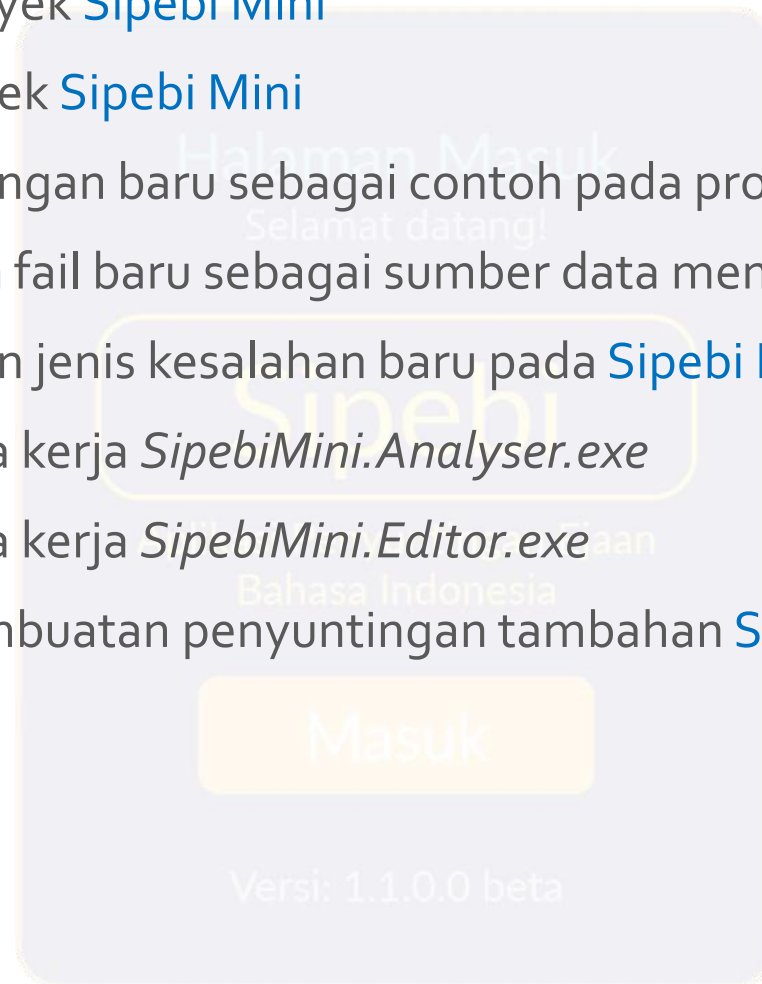 yek Sipebi Mini
ek Sipebi Mini
Halaman Masuk
ngan baru sebagai contoh pada pro
Selamat datang!
fail baru sebagai sumber data men
n jenis kesalahan baru pada Sipebi
Sipebi
a kerja SipebiMini.Analyser.exe
a kerja SipebiMini.Editor.exe
Ejaan
Bahasa Indonesia
nbuatan penyuntingan tambahan S
Masuk
Versi: 1.1.0.0 beta